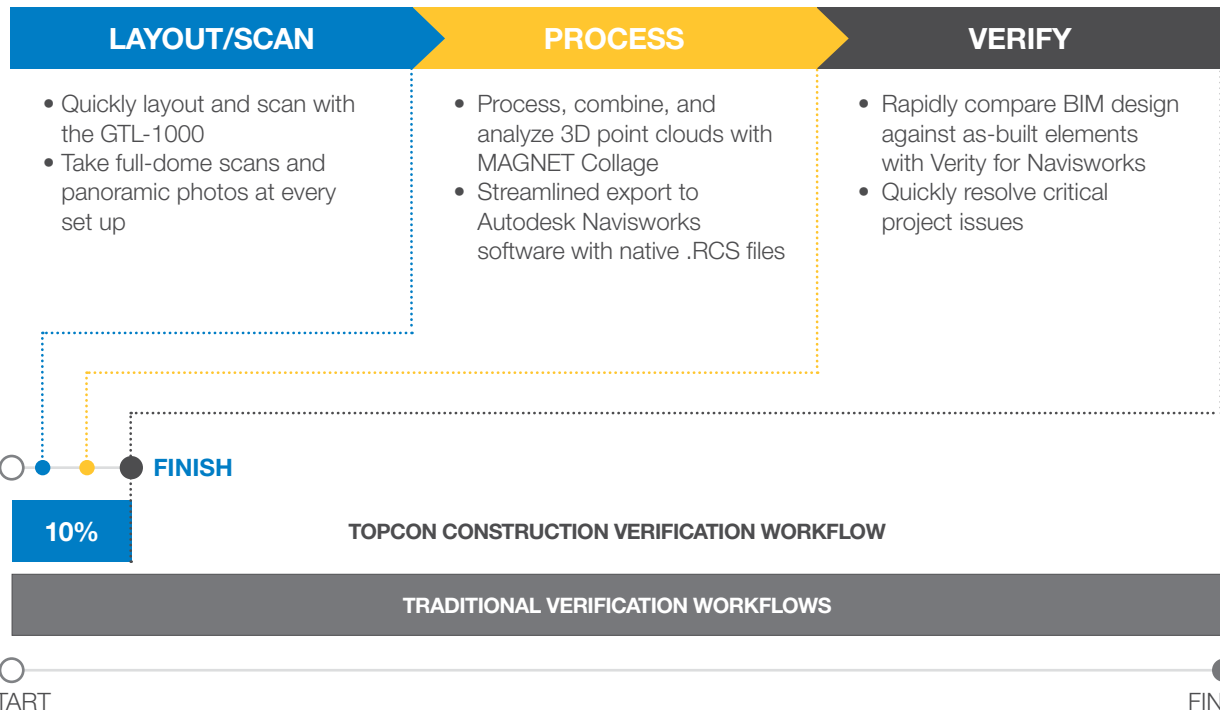 LAYOUT/SCAN
PROCESS
VERIFY
• Quickly layout and scan with
the GTL-1000
• Take full-dome scans and
panoramic photos at every
set up
• Process, combine, and
analyze 3D point clouds with
MAGNET Collage
• Streamlined export to
Autodesk Navisworks
software with native .RCS files
• Rapidly compare BIM design
against as-built elements
with Verity for Navisworks
• Quickly resolve critical
project issues
FINISH
10%
TOPCON CONSTRUCTION VERIFICATION WORKFLOW
TRADITIONAL VERIFICATION WORKFLOWS
TART
FIN